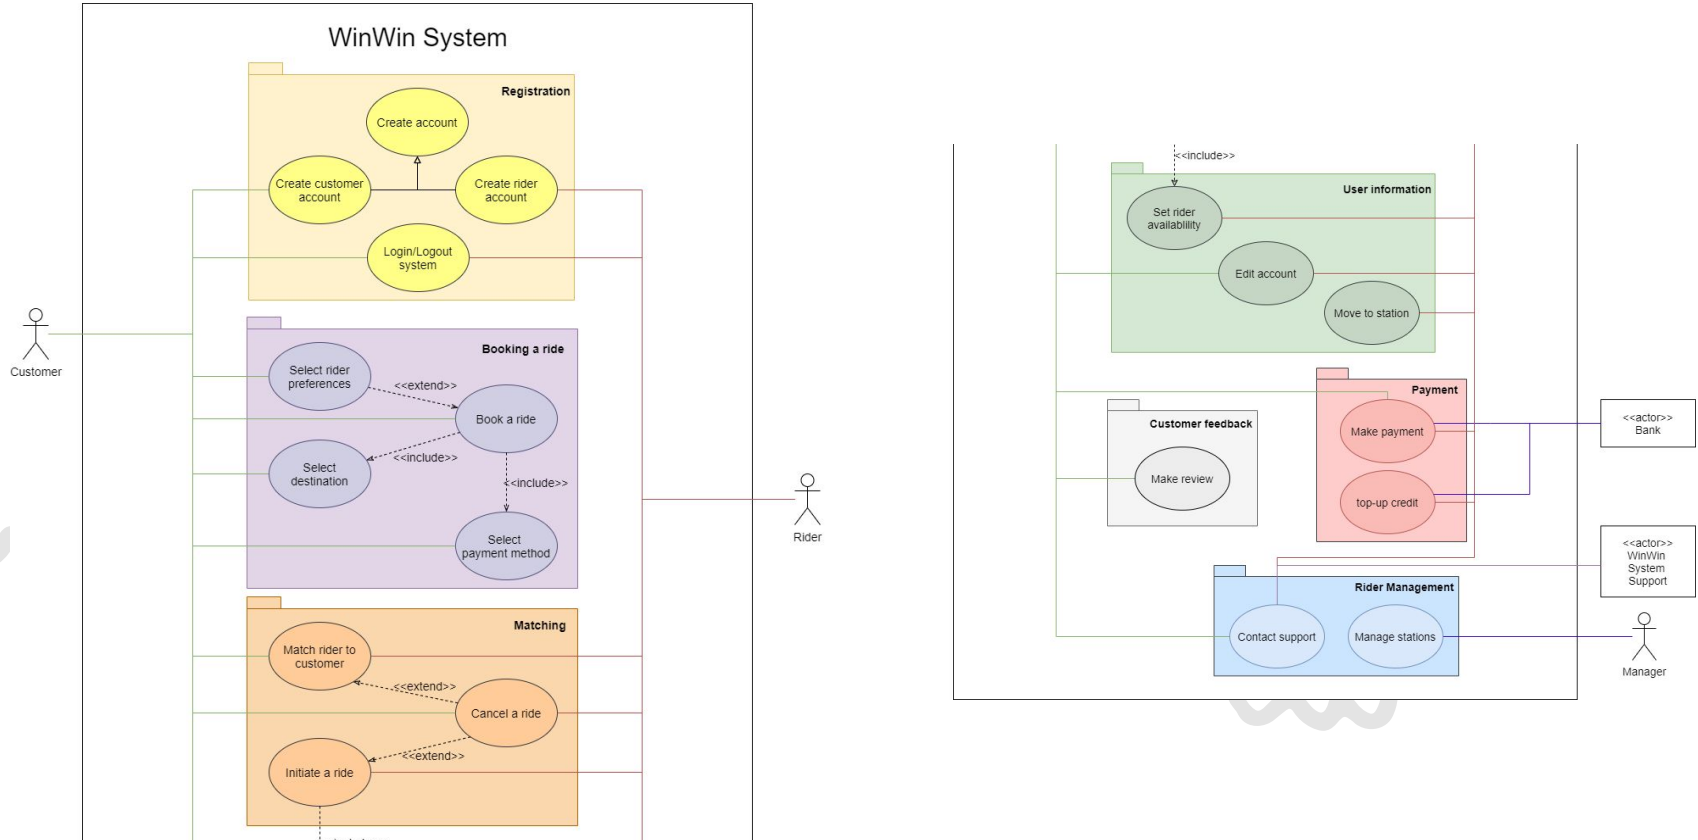 WinWin System
Registration
Create account
Create customer
account
Create rider
account
Login/Logout
system
Customer
Booking a ride
Select rider
preferences
<<extend>>
Book a ride
<<include>>
Select
destination
<<include>>
Select
payment method
Rider
Matching
Match rider to
customer
<<extend>>
Cancel a ride
<<extend>>
Initiate a ride
<<include>>
User information
Set rider
availablility
Edit account
Move to station
Payment
Make payment
top-up credit
<<actor>>
Bank
Customer feedback
Make review
<<actor>>
WinWin
System
Support
Rider Management
Contact support
Manage stations
Manager